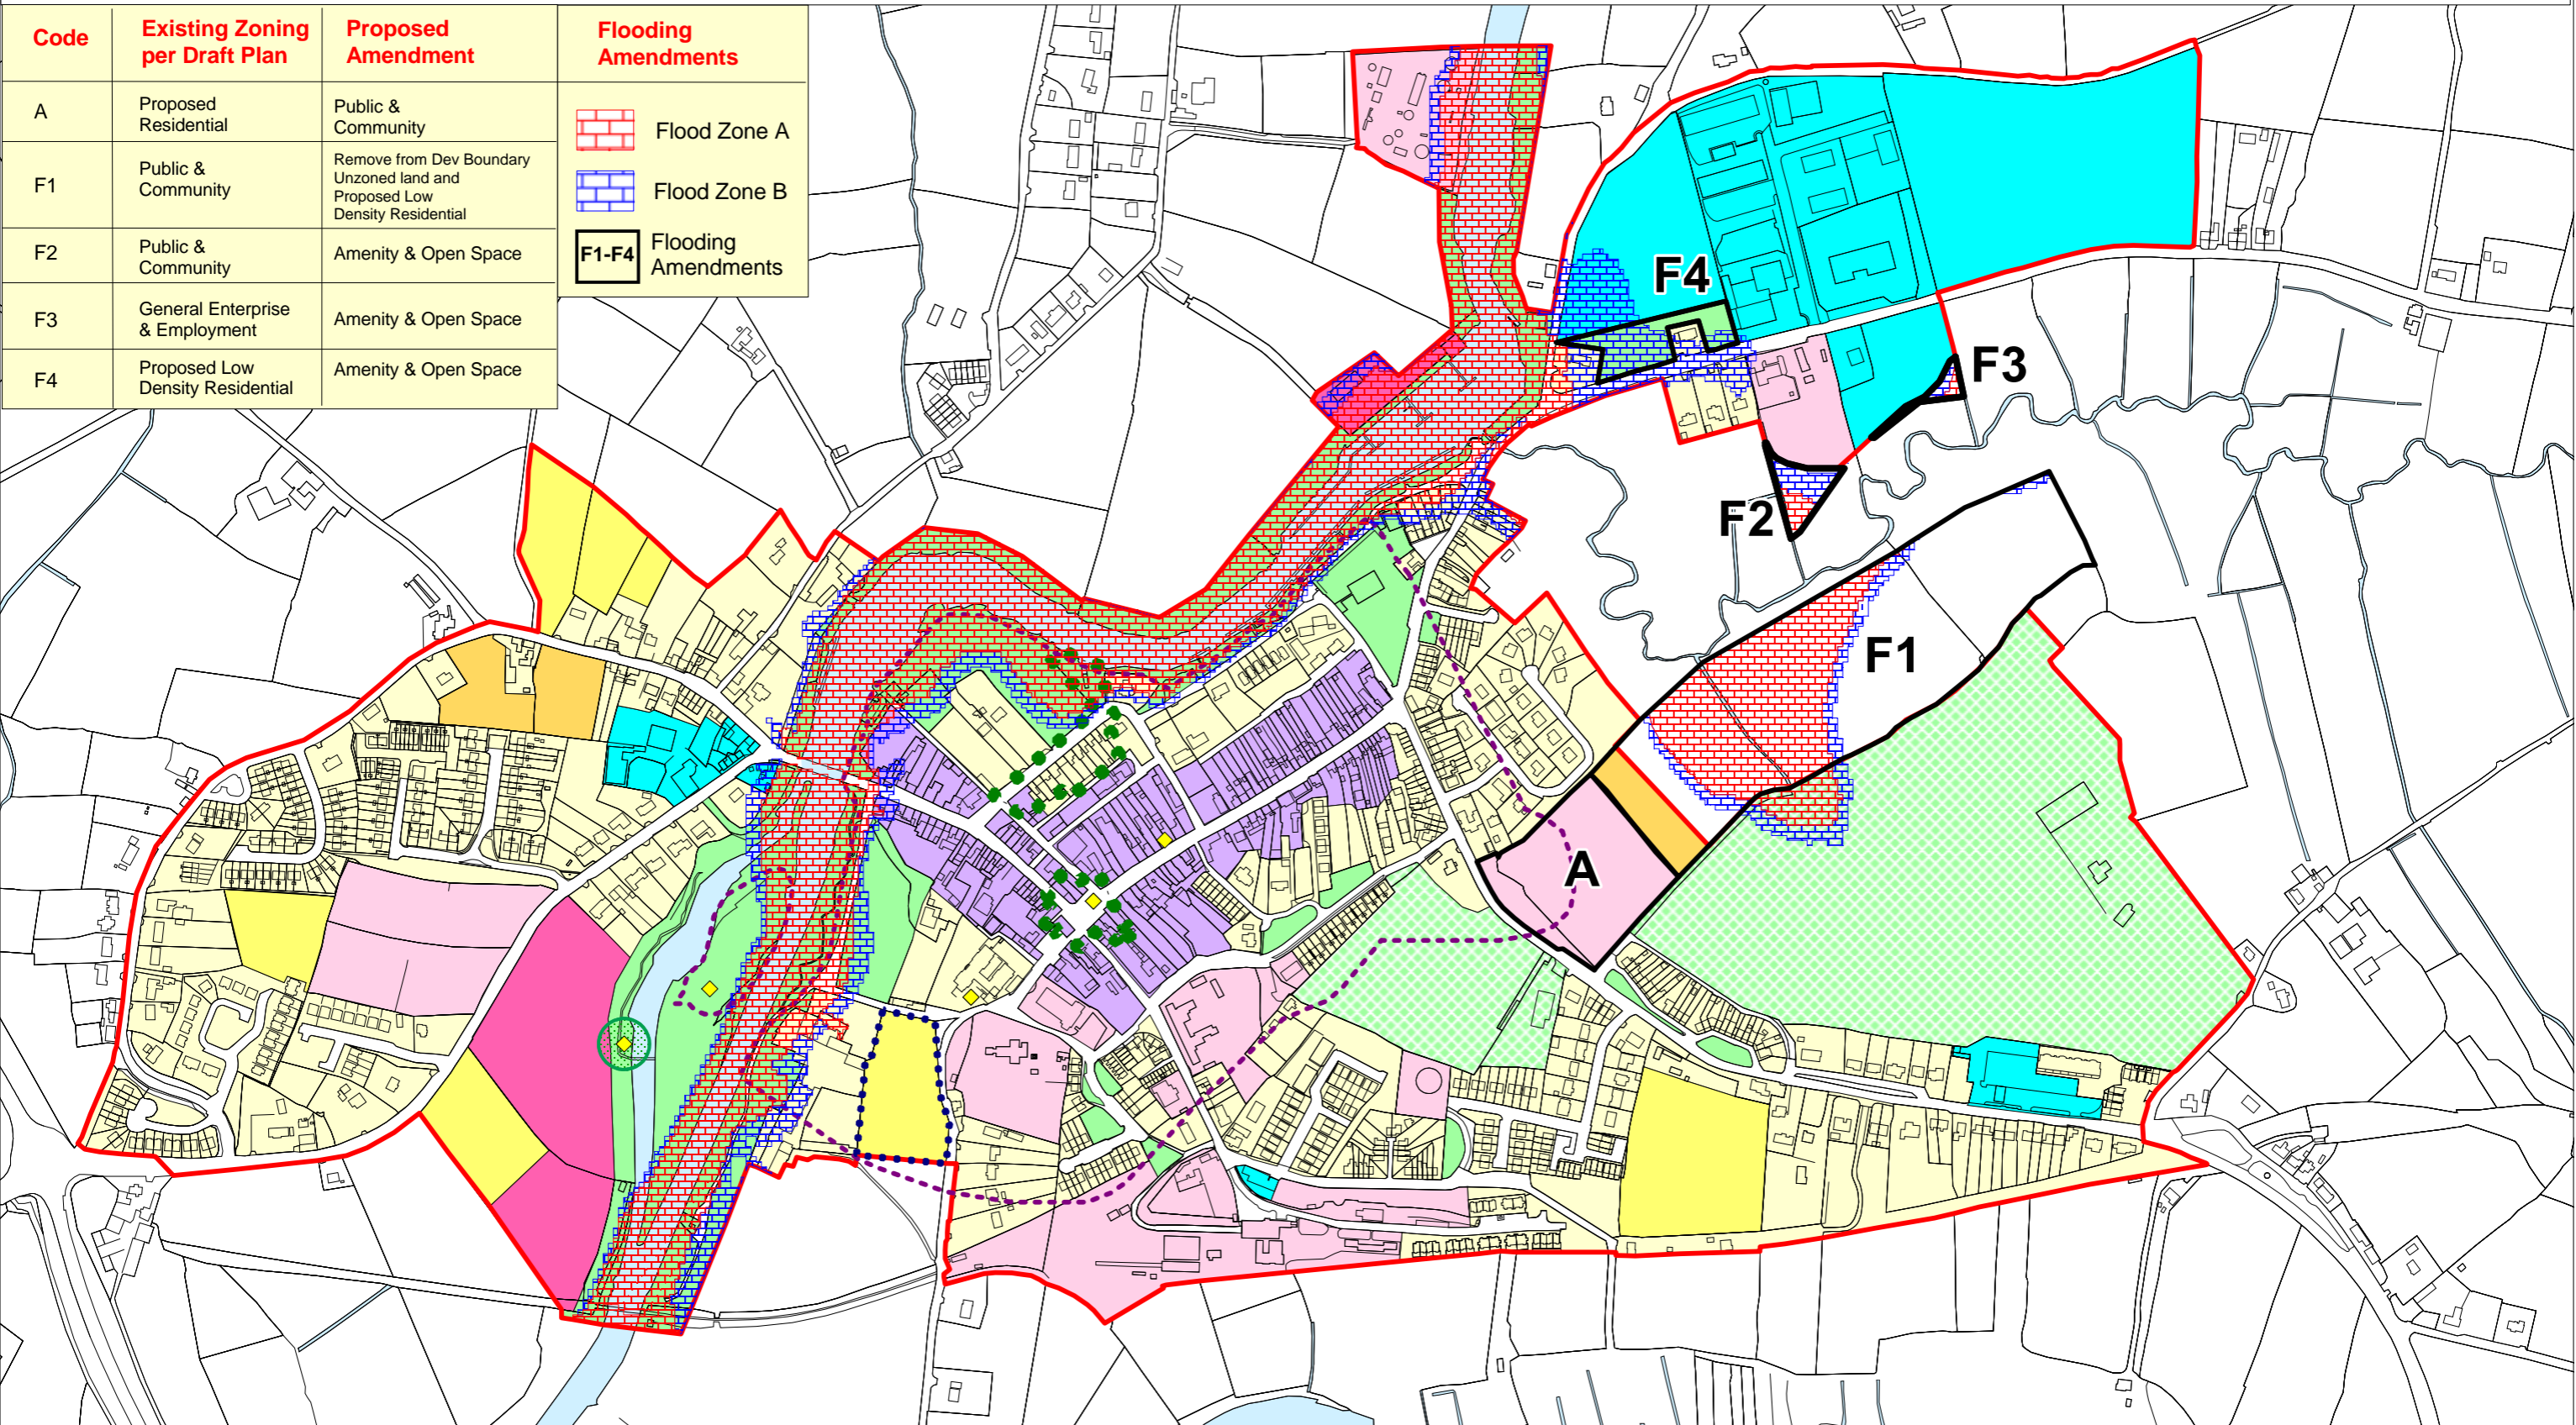 Code
Existing Zoning
per Draft Plan
Proposed
Amendment
Flooding
Amendments
A
Proposed
Residential
Public &
Community
F1
Public &
Community
Remove from Dev Boundary
Unzoned land and
Proposed Low
Density Residential
F2
Public &
Community
Amenity & Open Space
F3
General Enterprise
& Employment
Amenity & Open Space
F4
Proposed Low
Density Residential
Amenity & Open Space
Flood Zone A
Flood Zone B
F1-F4
Flooding
Amendments
F4
F3
F2
F1
A